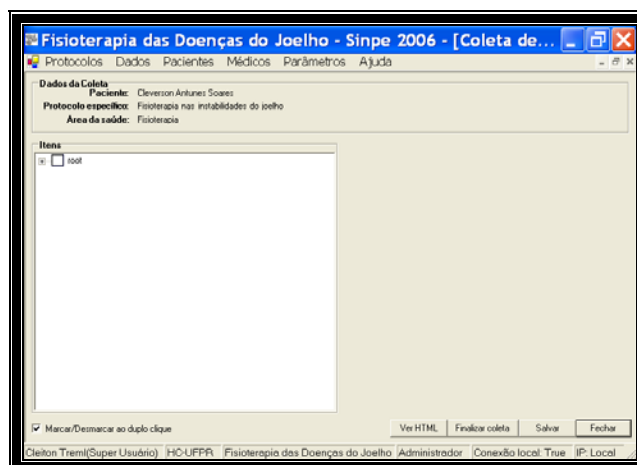 Fisioterapia das Doenças do Joelho - Sinpe 2006 - [Coleta de...
Protocolos Dados Pacientes Médicos Parâmetros Ajuda
Dados da Coleta
Paciente: Cleverson Antunes Soares
Protocolo específico: Fisioterapia nas instabilidades do joelho
Área da saúde: Fisioterapia
Itens
root
Marcar/Desmarcar ao duplo clique
Ver HTML Finalizar coleta Salvar Fechar
Cleiton Treml(Super Usuário) HC-UFPR Fisioterapia das Doenças do Joelho Administrador Conexão local: True IP: Local